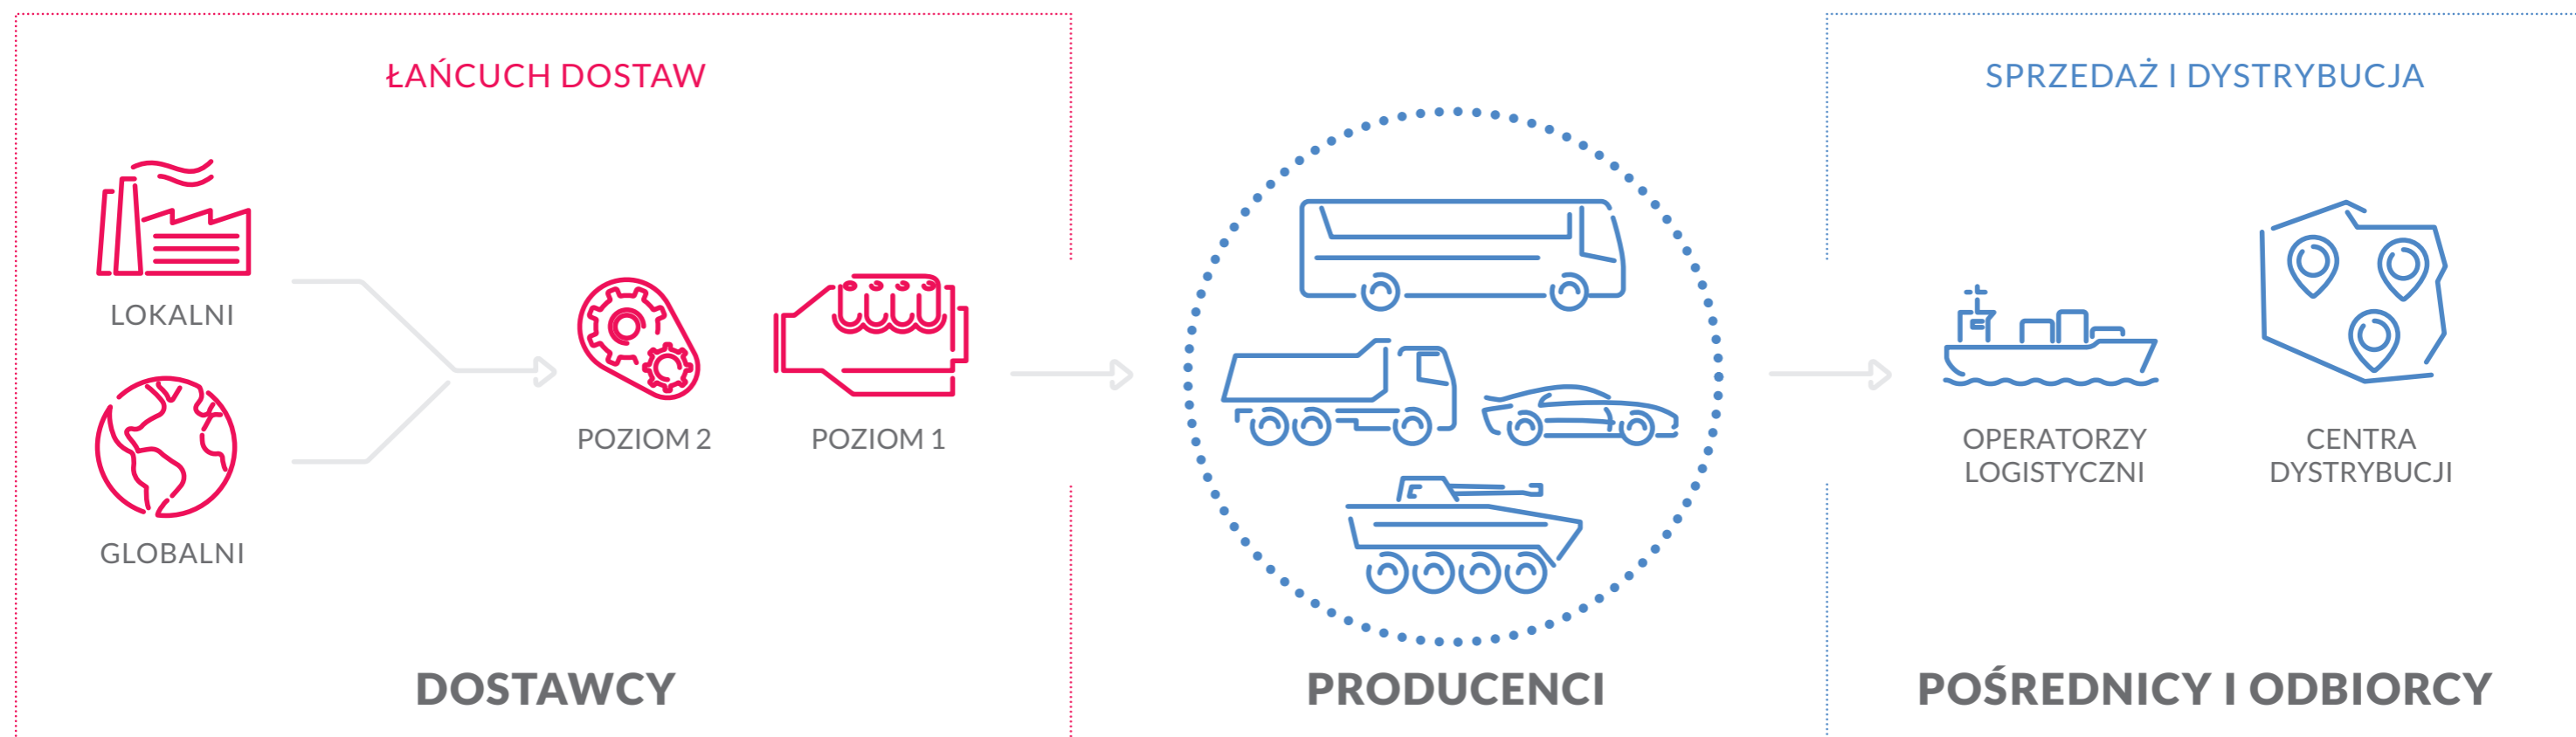 ŁAŃCUCH DOSTAW
LOKALNI
GLOBALNI
POZIOM 2
POZIOM 1
DOSTAWCY
PRODUCENCI
SPRZEDAŻ I DYSTRYBUCJA
OPERATORZY
LOGISTYCZNI
CENTRA
DYSTRYBUCJI
POŚREDNICY I ODBIORCY